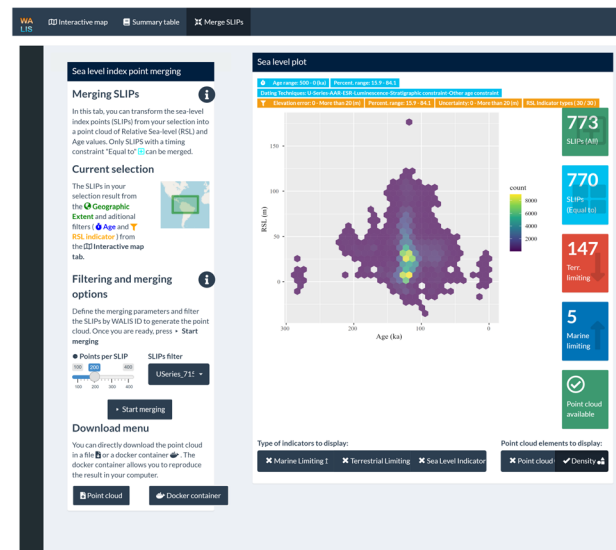 WA
LIS
Interactive map
Summary table
Merge SLIPs
Sea level index point merging
Merging SLIPs
In this tab, you can transform the sea-level
index points (SLIPs) from your selection into
a point cloud of Relative Sea-level (RSL) and
Age values. Only SLIPS with a timing
constraint "Equal to" can be merged.
Current selection
The SLIPs in your
selection result from
the Geographic
Extent and aditional
filters ( Age and
RSL indicator ) from
the Interactive map
tab.
Filtering and merging
options
Define the merging parameters and filter
the SLIPs by WALIS ID to generate the point
cloud. Once you are ready, press + Start
merging
Points per SLIP
SLIPs filter
100 200 400
100 200 300 400
USeries_715
+ Start merging
Download menu
You can directly download the point cloud
in a file or a docker container . The
docker container allows you to reproduce
the result in your computer.
Point cloud
Docker container
Sea level plot
Age range: 500 - 0 (ka) Percent. range: 15.9 - 84.1
Dating Techniques: U-Series-AAR-ESR-Luminescence-Stratigraphic constraint-Other age constraint
Elevation error: 0 - More than 20 (m) Percent. range: 15.9 - 84.1 Uncertainty: 0 - More than 20 (m) RSL Indicator types ( 30 / 30 )
RSL (m)
150
100
50
0
300 200 100 0
Age (ka)
count
8000
6000
4000
2000
773
SLIPs (All)
770
SLIPs
(Equal to)
147
Terr.
limiting
5
Marine
limiting
Point cloud
available
Type of indicators to display:
Marine Limiting
Terrestrial Limiting
Sea Level Indicator
Point cloud elements to display:
Point cloud
Density